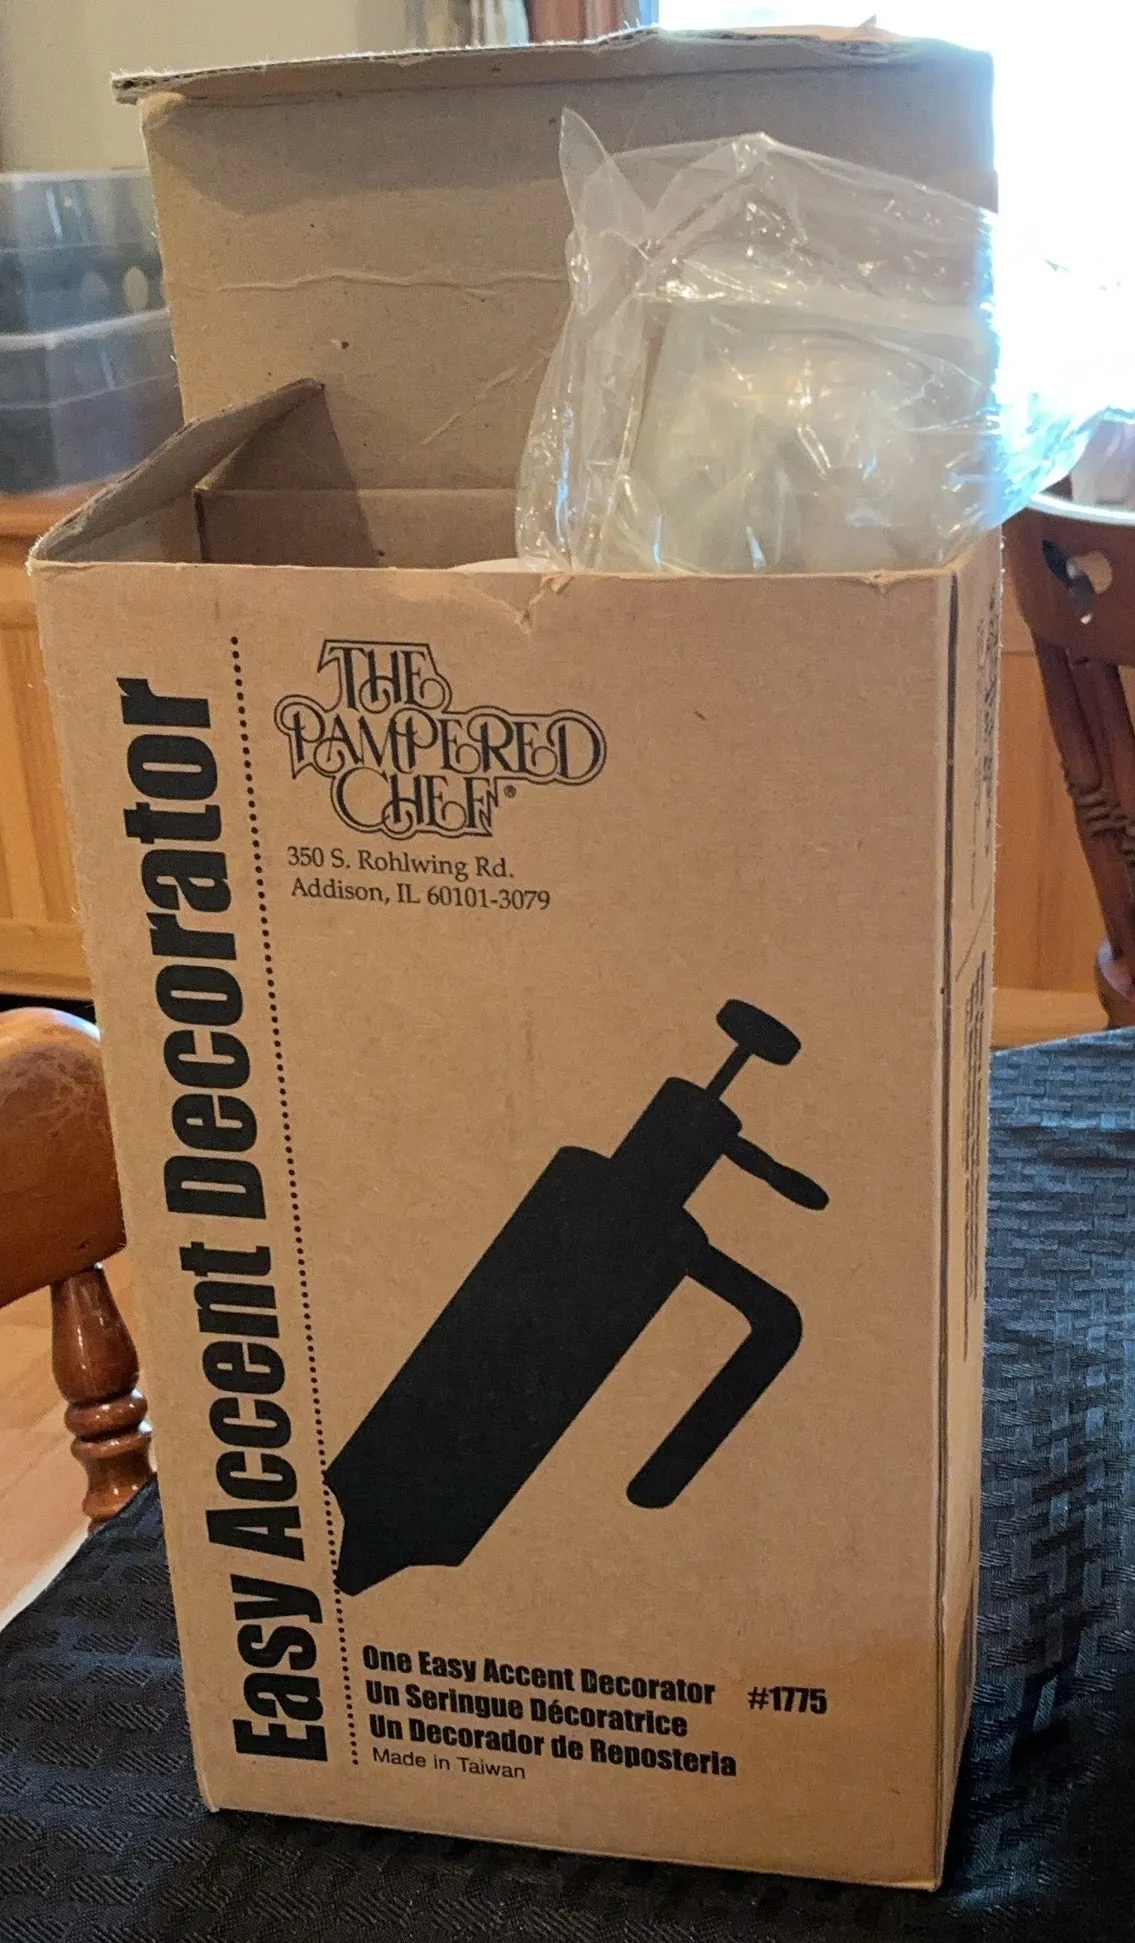 Easy Accent Decorator
THE
PAMPERED
CHEF®
350 S. Rohlwing Rd.
Addison, IL 60101-3079
One Easy Accent Decorator #1775
Un Seringue Décoratrice
Un Decorador de Reposteria
Made in Taiwan